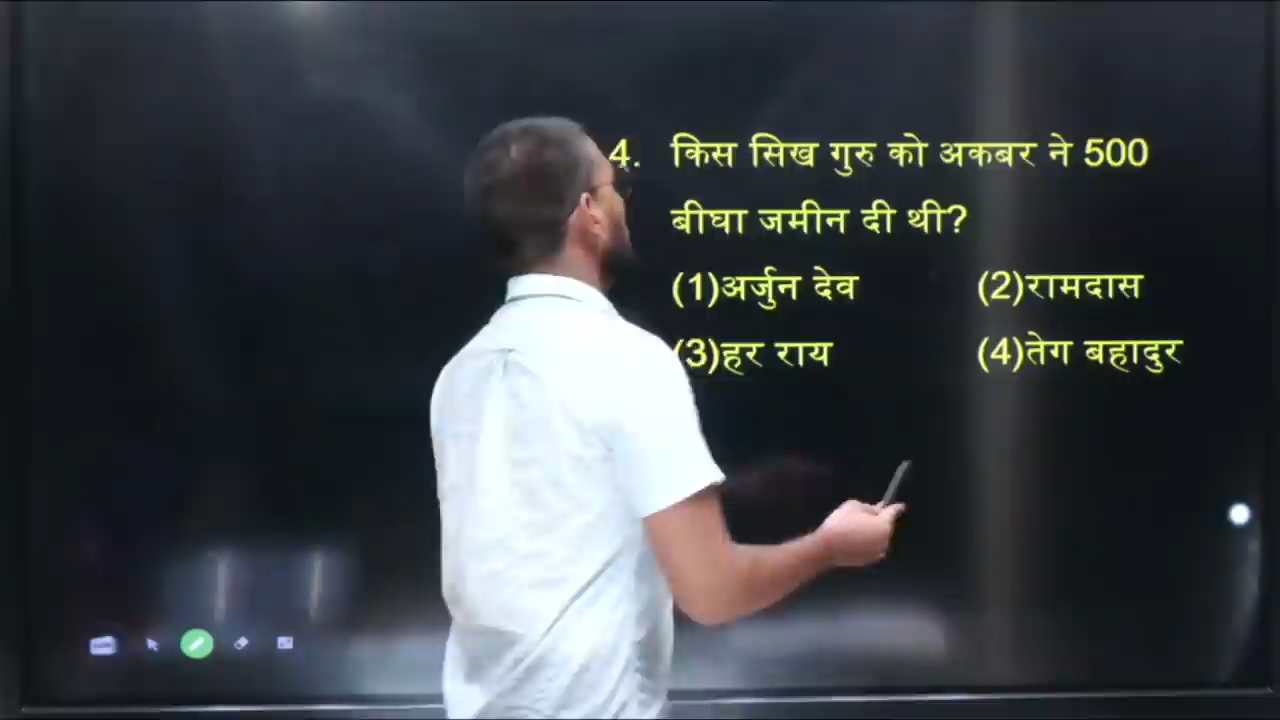 4. किस सिख गुरु को अकबर ने 500
बीघा जमीन दी थी?
(1)अर्जुन देव (2)रामदास
(3)हर राय (4)तेग बहादुर